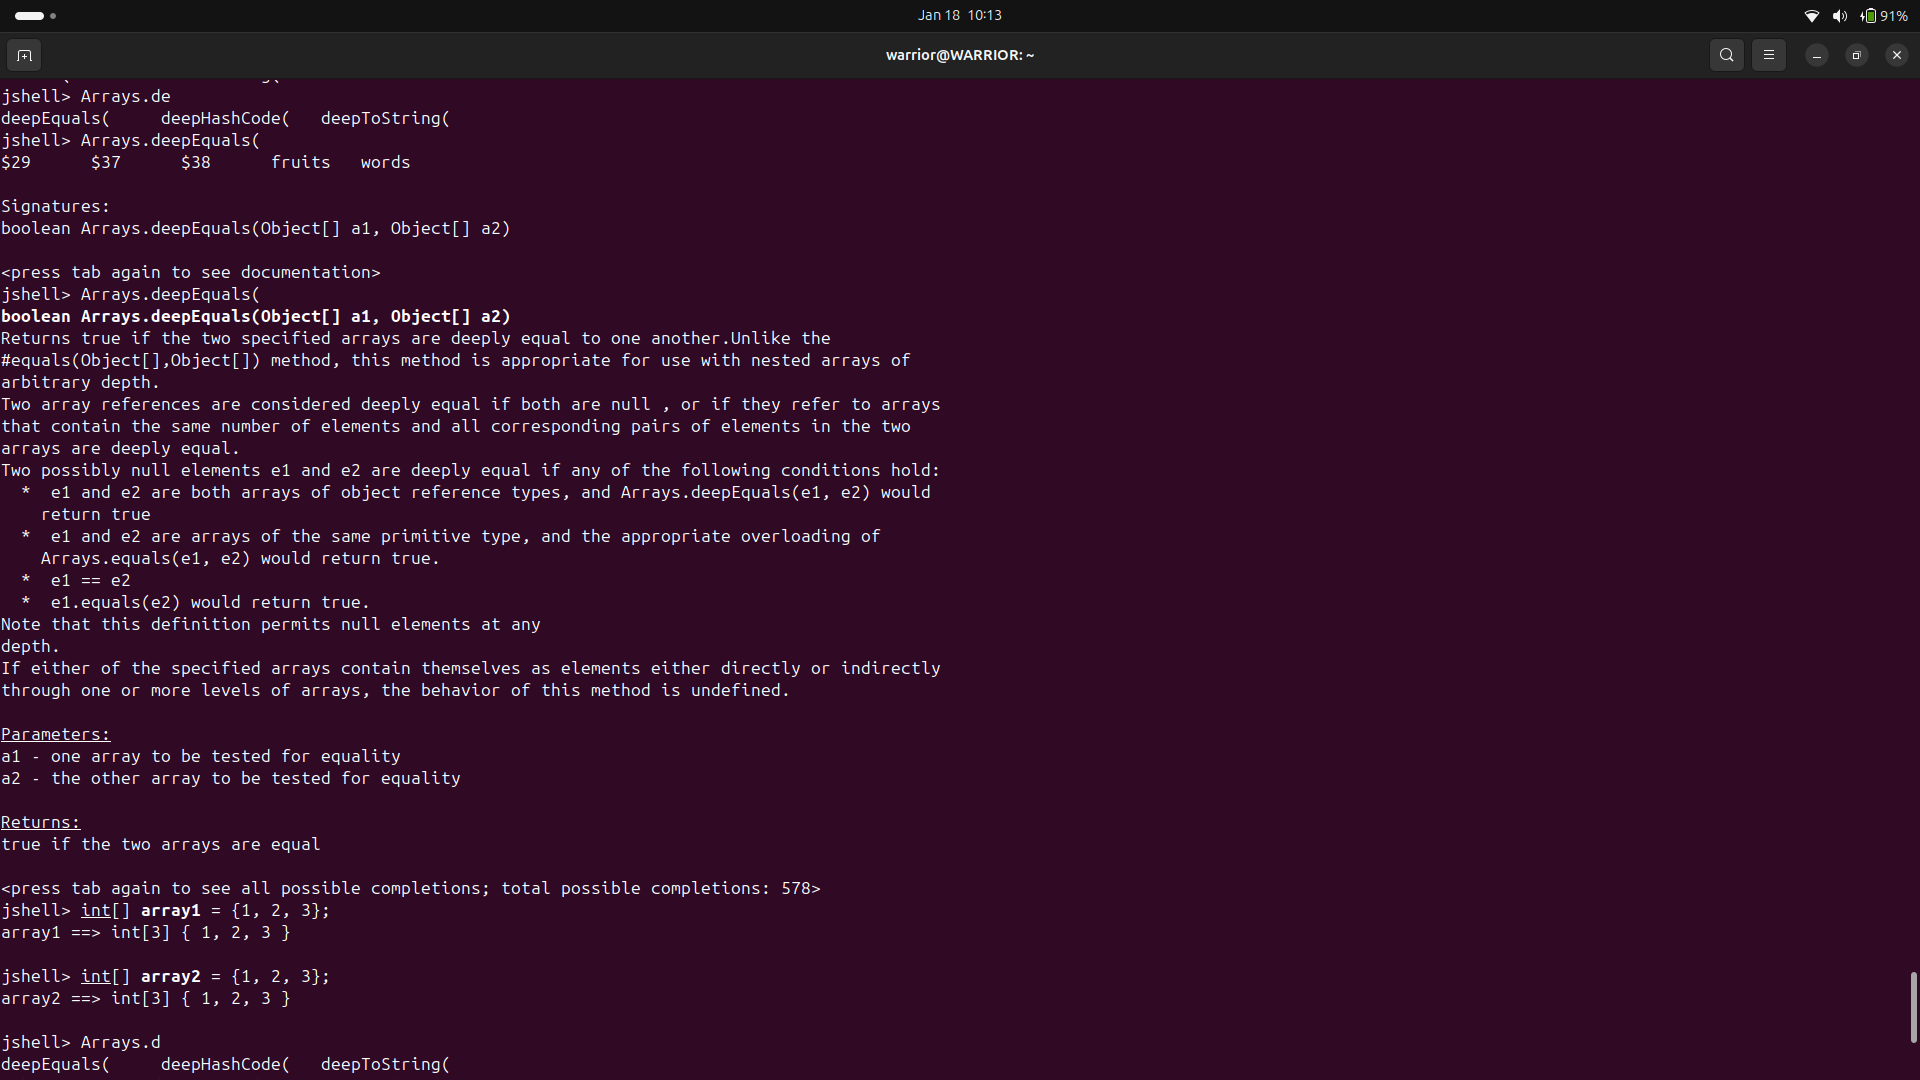 Jan 18 10:13
91%
warrior@WARRIOR: ~
jshell> Arrays.de
deepEquals( deepHashCode( deepToString(
jshell> Arrays.deepEquals(
$29 $37 $38 fruits words
Signatures:
boolean Arrays.deepEquals(Object[] a1, Object[] a2)
<press tab again to see documentation>
jshell> Arrays.deepEquals(
boolean Arrays.deepEquals(Object[] a1, Object[] a2)
Returns true if the two specified arrays are deeply equal to one another.Unlike the
#equals(Object[],Object[]) method, this method is appropriate for use with nested arrays of
arbitrary depth.
Two array references are considered deeply equal if both are null , or if they refer to arrays
that contain the same number of elements and all corresponding pairs of elements in the two
arrays are deeply equal.
Two possibly null elements e1 and e2 are deeply equal if any of the following conditions hold:
* e1 and e2 are both arrays of object reference types, and Arrays.deepEquals(e1, e2) would
return true
* e1 and e2 are arrays of the same primitive type, and the appropriate overloading of
Arrays.equals(e1, e2) would return true.
* e1 == e2
* e1.equals(e2) would return true.
Note that this definition permits null elements at any
depth.
If either of the specified arrays contain themselves as elements either directly or indirectly
through one or more levels of arrays, the behavior of this method is undefined.
Parameters:
a1 - one array to be tested for equality
a2 - the other array to be tested for equality
Returns:
true if the two arrays are equal
<press tab again to see all possible completions; total possible completions: 578>
jshell> int[] array1 = {1, 2, 3};
array1 ==> int[3] { 1, 2, 3 }
jshell> int[] array2 = {1, 2, 3};
array2 ==> int[3] { 1, 2, 3 }
jshell> Arrays.d
deepEquals( deepHashCode( deepToString(